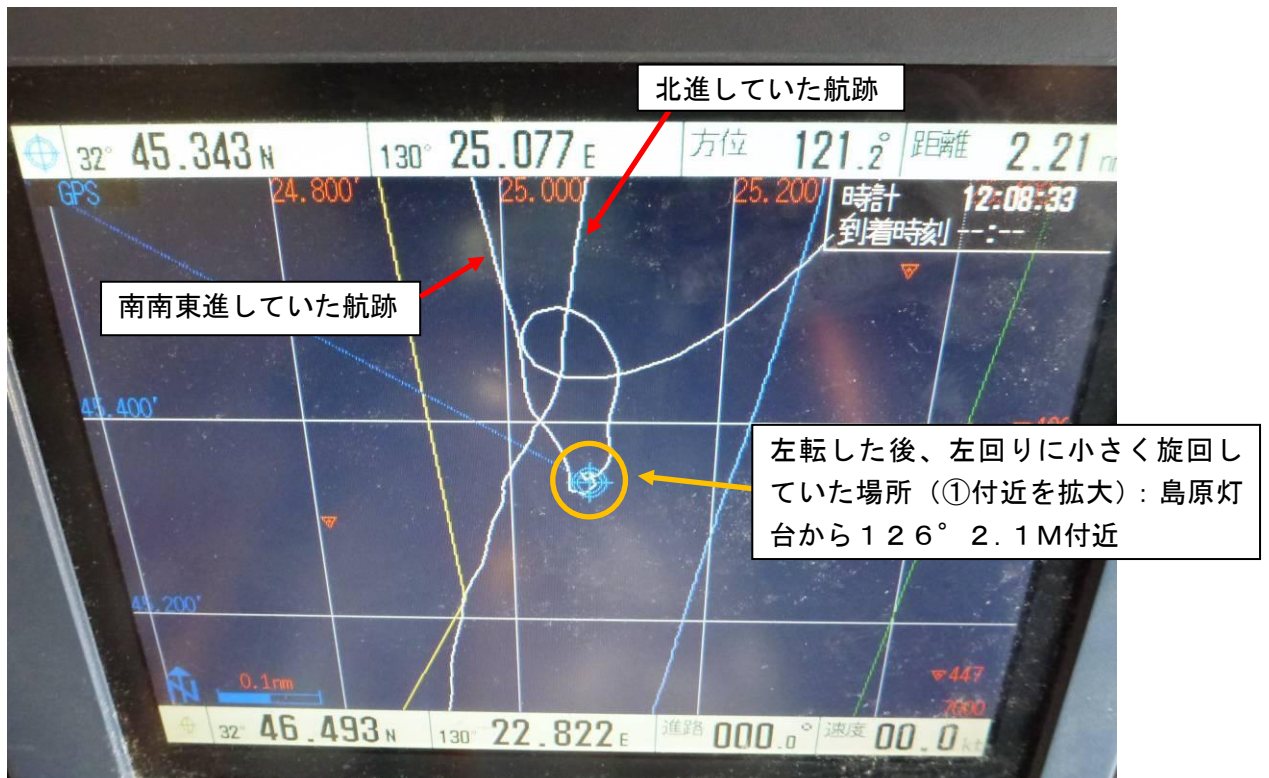 北進していた航跡
32° 45.343 N 130° 25.077 E 方位 121.2° 距離 2.21
GPS 24.800' 25.000' 25.200'
時計 12:08:33
到着時刻 --:--
南南東進していた航跡
45.400'
左転した後、左回りに小さく旋回し
ていた場所(①付近を拡大):島原灯
台から126°2.1M付近
45.200'
N 0.1nm
447
7000
32° 46.493 N 130° 22.822 E 進路 000.0° 速度 00.0 kt